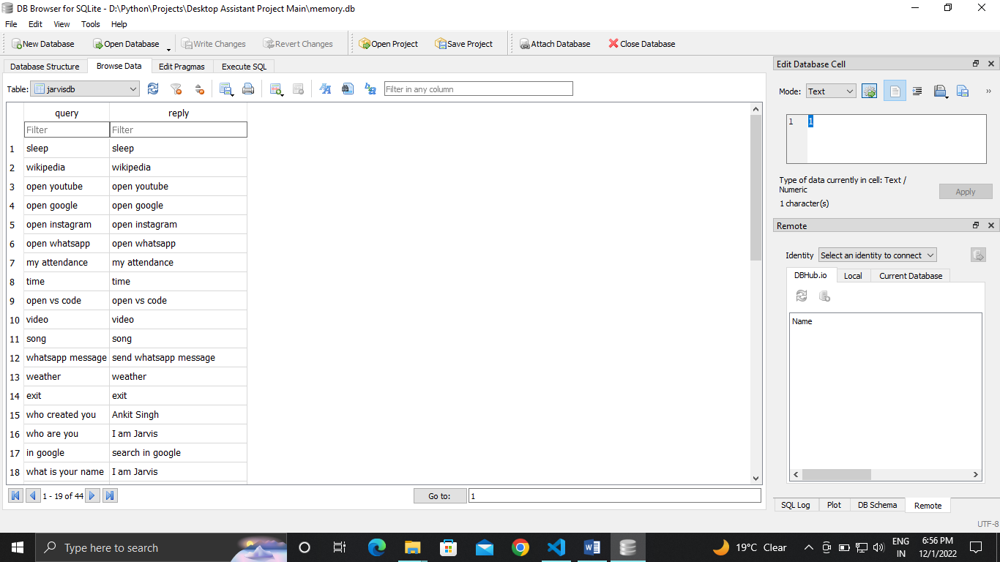 DB Browser for SQLite - D:\Python\Projects\Desktop Assistant Project Main\memory.db
File Edit View Tools Help
New Database Open Database Write Changes Revert Changes Open Project Save Project Attach Database Close Database
Database Structure Browse Data Edit Pragmas Execute SQL
Table: jarvisdb Filter in any column
query reply
Filter Filter
1 sleep sleep
2 wikipedia wikipedia
3 open youtube open youtube
4 open google open google
5 open instagram open instagram
6 open whatsapp open whatsapp
7 my attendance my attendance
8 time time
9 open vs code open vs code
10 video video
11 song song
12 whatsapp message send whatsapp message
13 weather weather
14 exit exit
15 who created you Ankit Singh
16 who are you I am Jarvis
17 in google search in google
18 what is your name I am Jarvis
1 - 19 of 44 Go to: 1
Edit Database Cell
Mode: Text
1 1
Type of data currently in cell: Text /
Numeric
1 character(s)
Apply
Remote
Identity Select an identity to connect
DBHub.io Local Current Database
Name
SQL Log Plot DB Schema Remote
UTF-8
Type here to search
19°C Clear
ENG
IN
6:56 PM
12/1/2022